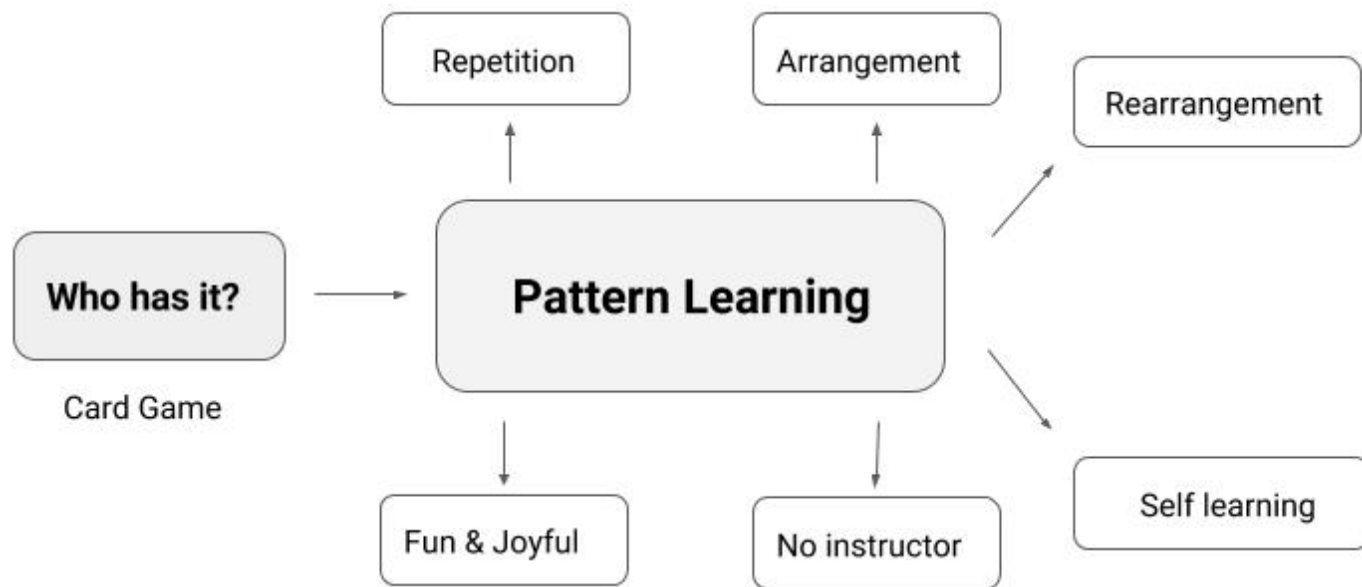 Repetition
Arrangement
Rearrangement
Who has it?
Pattern Learning
Card Game
Fun & Joyful
No instructor
Self learning